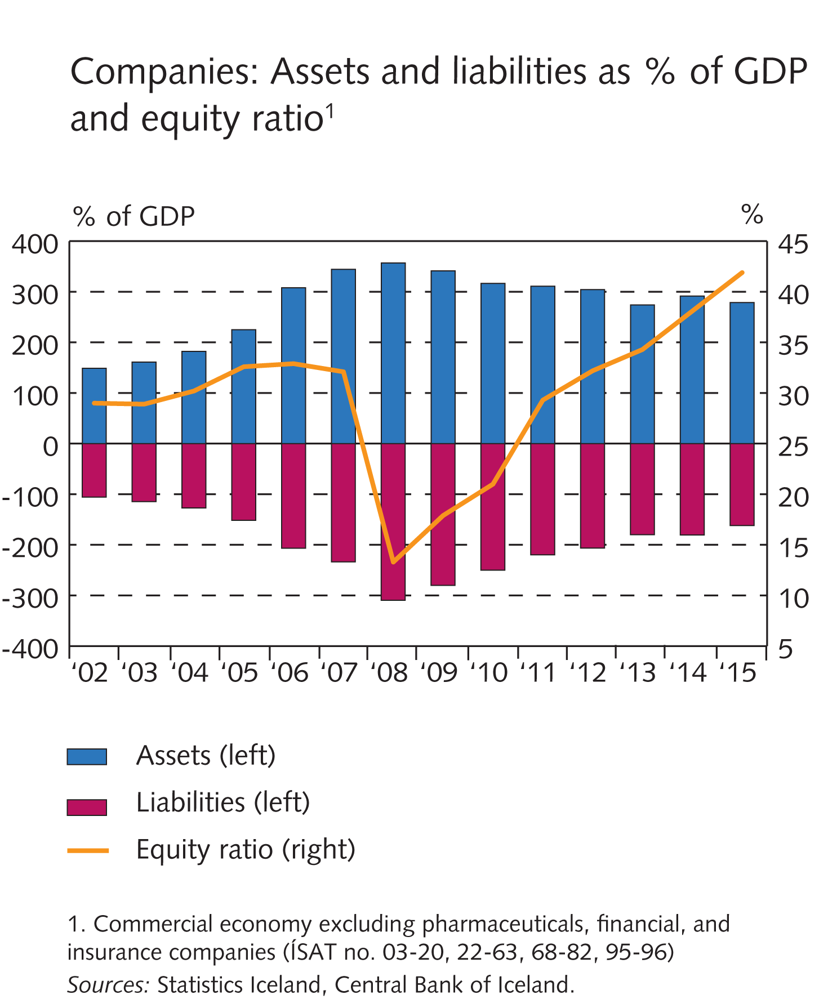 Companies: Assets and liabilities as % of GDP
and equity ratio¹
% of GDP %
400 45
300 40
200 35
100 30
0 25
-100 20
-200 15
-300 10
-400 5
‘02 ‘03 ‘04 ‘05 ‘06 ‘07 ‘08 ‘09 ‘10 ‘11 ‘12 ‘13 ‘14 ‘15
Assets (left)
Liabilities (left)
Equity ratio (right)
1. Commercial economy excluding pharmaceuticals, financial, and
insurance companies (ÍSAT no. 03-20, 22-63, 68-82, 95-96)
Sources: Statistics Iceland, Central Bank of Iceland.